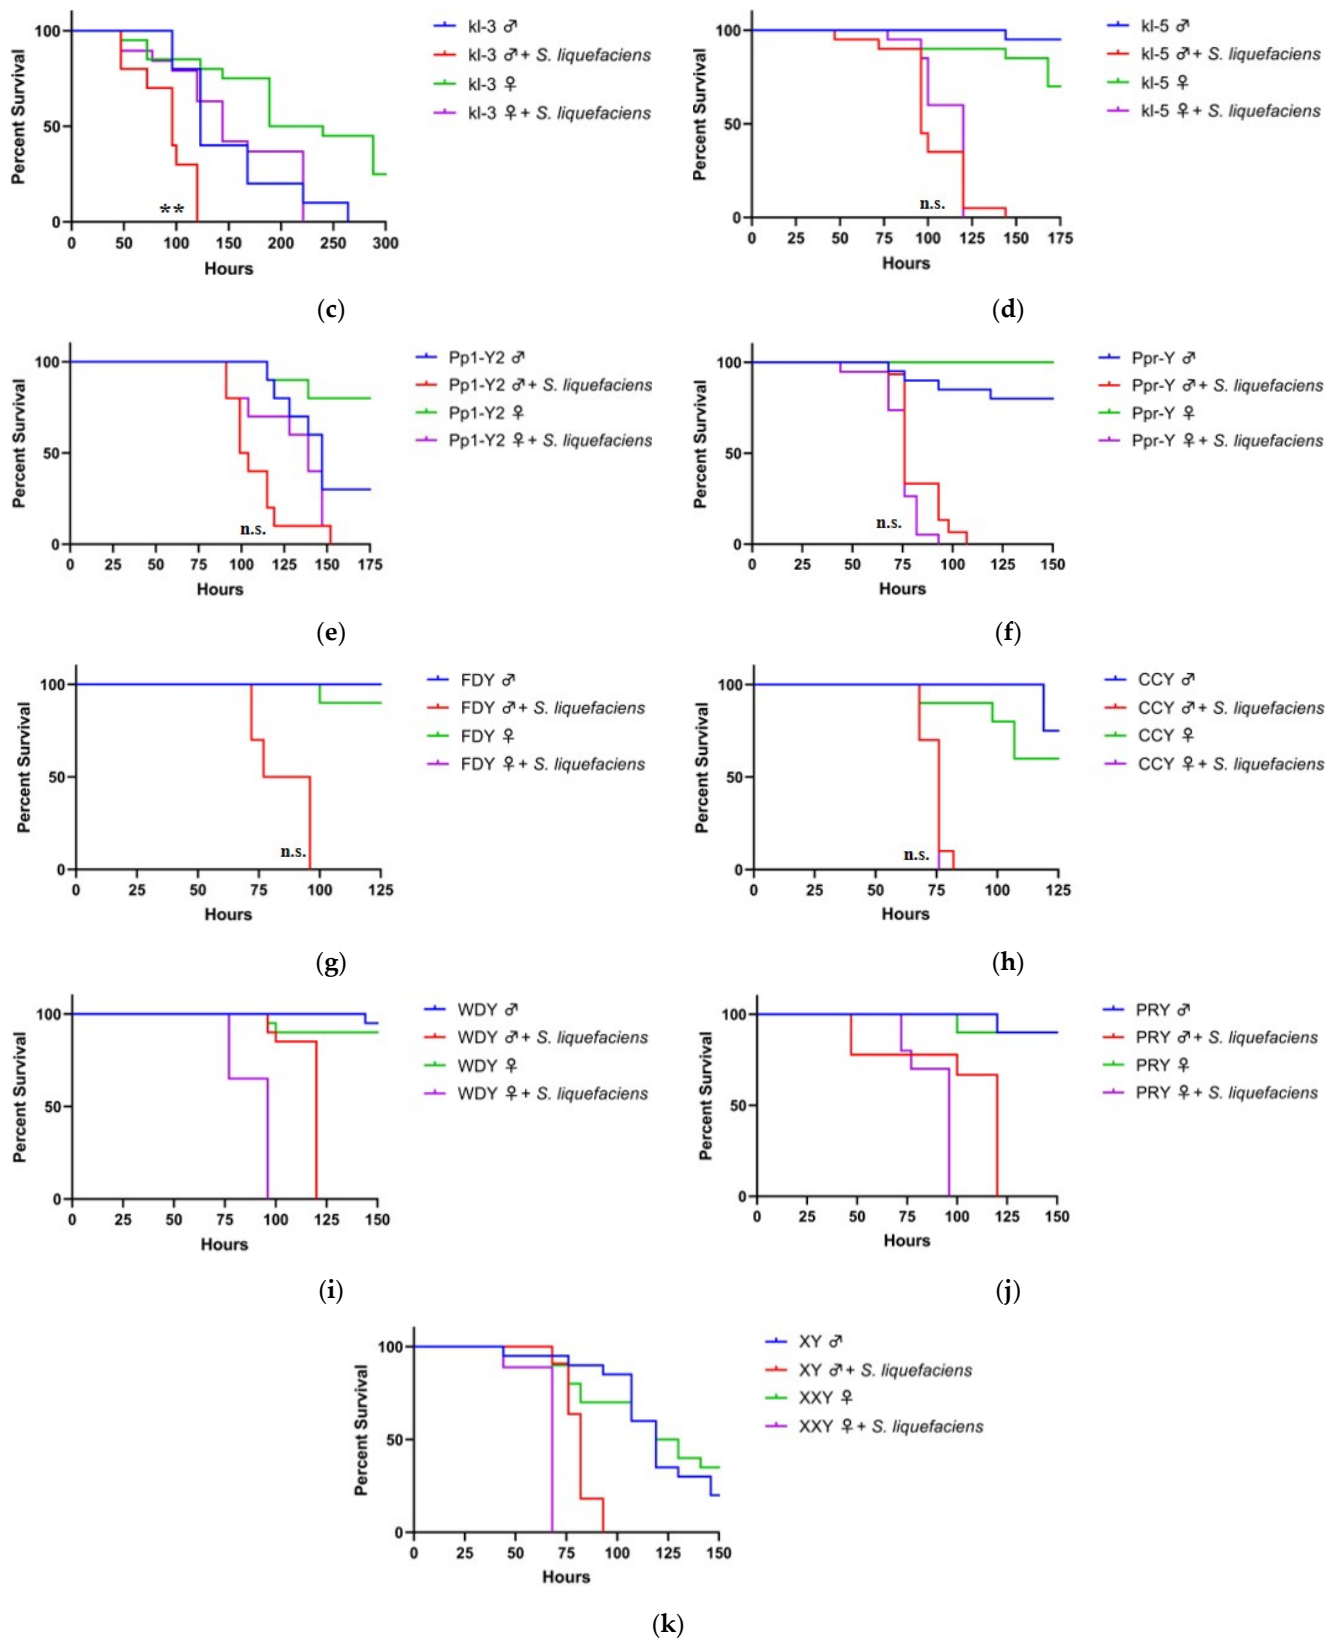 Percent Survival
100
50
0
0 50 100 150 200 250 300
Hours
**
kl-3 ♂
kl-3 ♂ + S. liquefaciens
kl-3 ♀
kl-3 ♀ + S. liquefaciens
(c)
Percent Survival
100
50
0
0 25 50 75 100 125 150 175
Hours
n.s.
kl-5 ♂
kl-5 ♂ + S. liquefaciens
kl-5 ♀
kl-5 ♀ + S. liquefaciens
(d)
Percent Survival
100
50
0
0 25 50 75 100 125 150 175
Hours
n.s.
Pp1-Y2 ♂
Pp1-Y2 ♂ + S. liquefaciens
Pp1-Y2 ♀
Pp1-Y2 ♀ + S. liquefaciens
(e)
Percent Survival
100
50
0
0 25 50 75 100 125 150
Hours
n.s.
Ppr-Y ♂
Ppr-Y ♂ + S. liquefaciens
Ppr-Y ♀
Ppr-Y ♀ + S. liquefaciens
(f)
Percent Survival
100
50
0
0 25 50 75 100 125
Hours
n.s.
FDY ♂
FDY ♂ + S. liquefaciens
FDY ♀
FDY ♀ + S. liquefaciens
(g)
Percent Survival
100
50
0
0 25 50 75 100 125
Hours
n.s.
CCY ♂
CCY ♂ + S. liquefaciens
CCY ♀
CCY ♀ + S. liquefaciens
(h)
Percent Survival
100
50
0
0 25 50 75 100 125 150
Hours
WDY ♂
WDY ♂ + S. liquefaciens
WDY ♀
WDY ♀ + S. liquefaciens
(i)
Percent Survival
100
50
0
0 25 50 75 100 125 150
Hours
PRY ♂
PRY ♂ + S. liquefaciens
PRY ♀
PRY ♀ + S. liquefaciens
(j)
Percent Survival
100
50
0
0 25 50 75 100 125 150
Hours
XY ♂
XY ♂ + S. liquefaciens
XXY ♀
XXY ♀ + S. liquefaciens
(k)